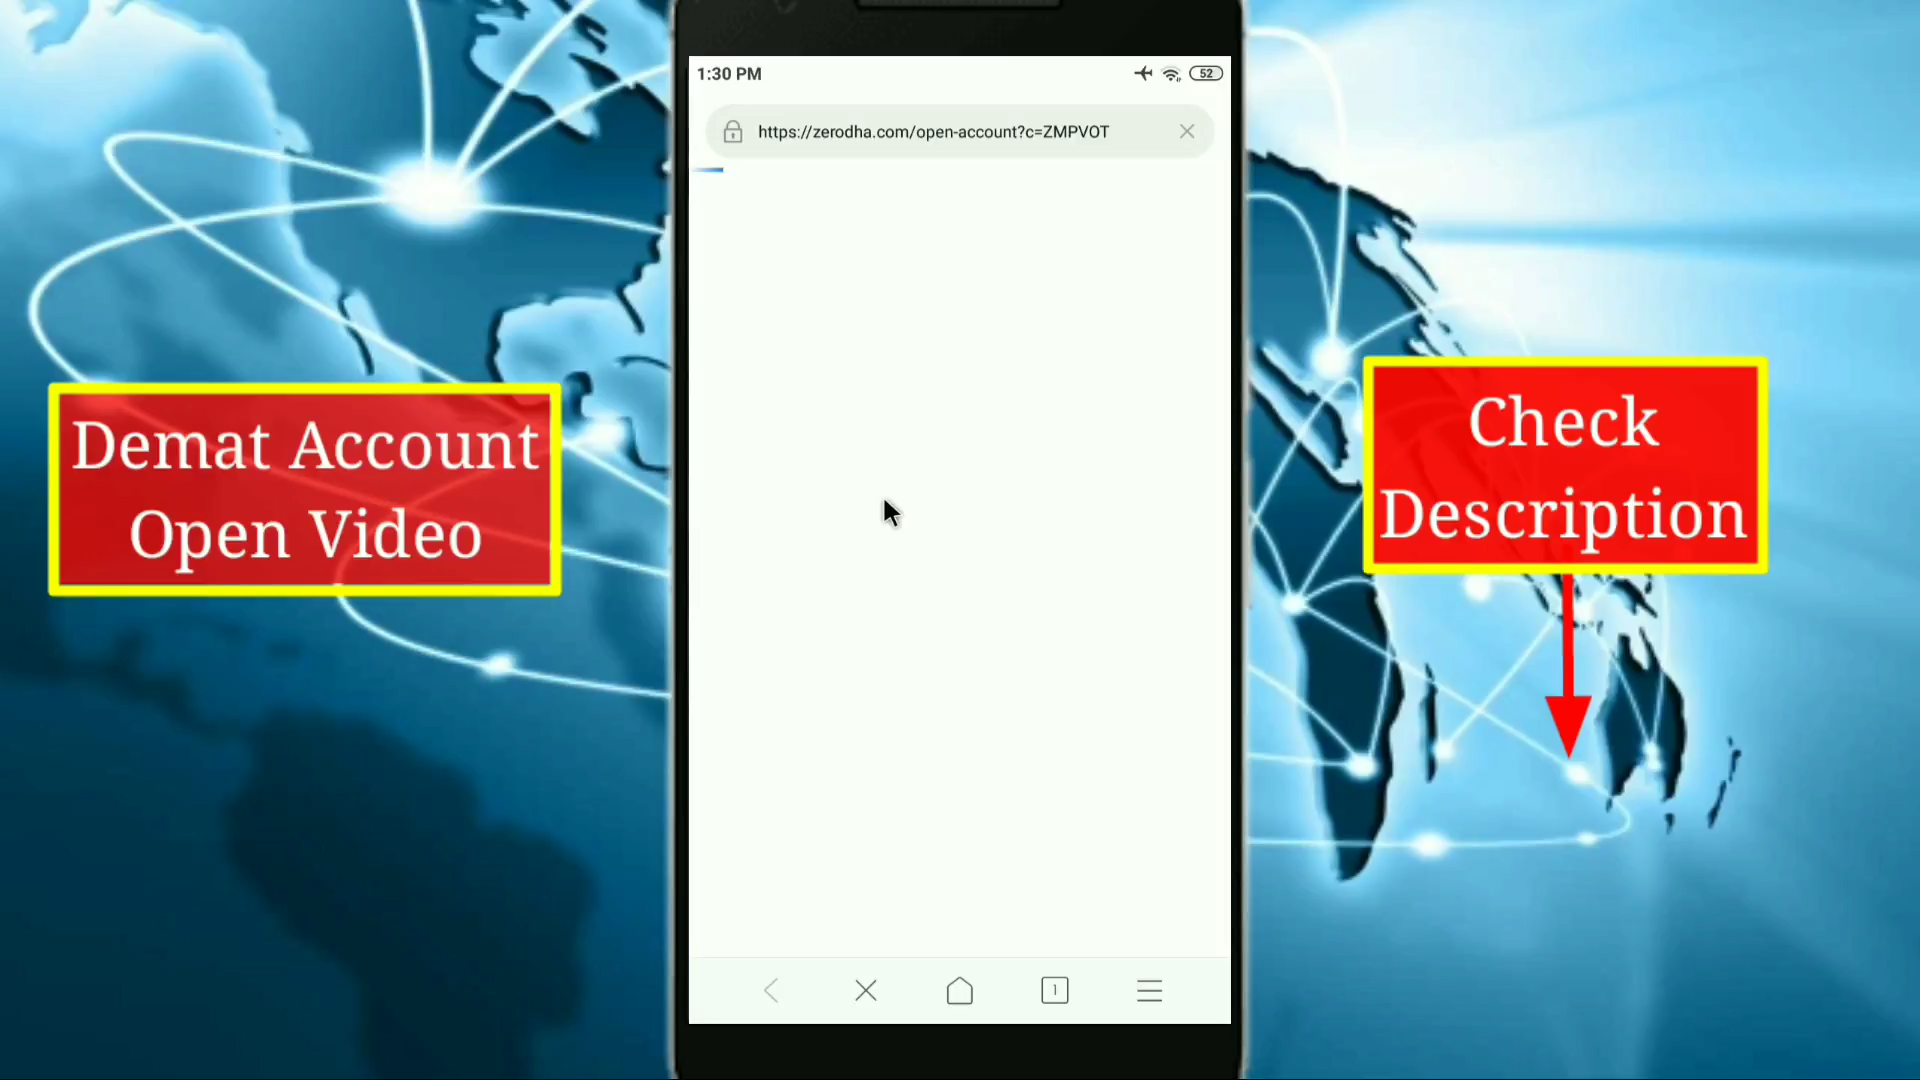 1:30 PM
52
https://zerodha.com/open-account?c=ZMPVOT
Demat Account
Open Video
Check
Description
1